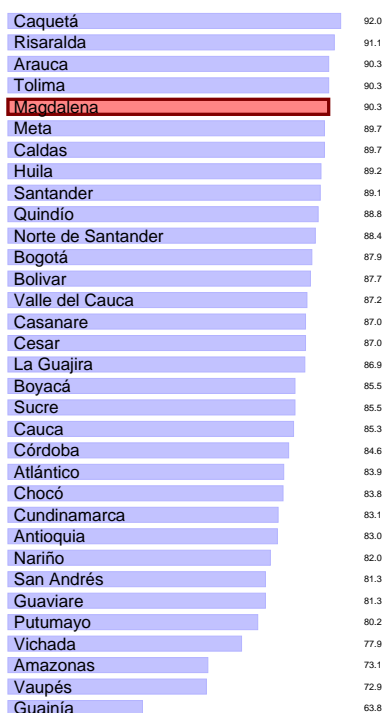 Caquetá 92.0
Risaralda 91.1
Arauca 90.3
Tolima 90.3
Magdalena 90.3
Meta 89.7
Caldas 89.7
Huila 89.2
Santander 89.1
Quindío 88.8
Norte de Santander 88.4
Bogotá 87.9
Bolivar 87.7
Valle del Cauca 87.2
Casanare 87.0
Cesar 87.0
La Guajira 86.9
Boyacá 85.5
Sucre 85.5
Cauca 85.3
Córdoba 84.6
Atlántico 83.9
Chocó 83.8
Cundinamarca 83.1
Antioquia 83.0
Nariño 82.0
San Andrés 81.3
Guaviare 81.3
Putumayo 80.2
Vichada 77.9
Amazonas 73.1
Vaupés 72.9
Guainía 63.8